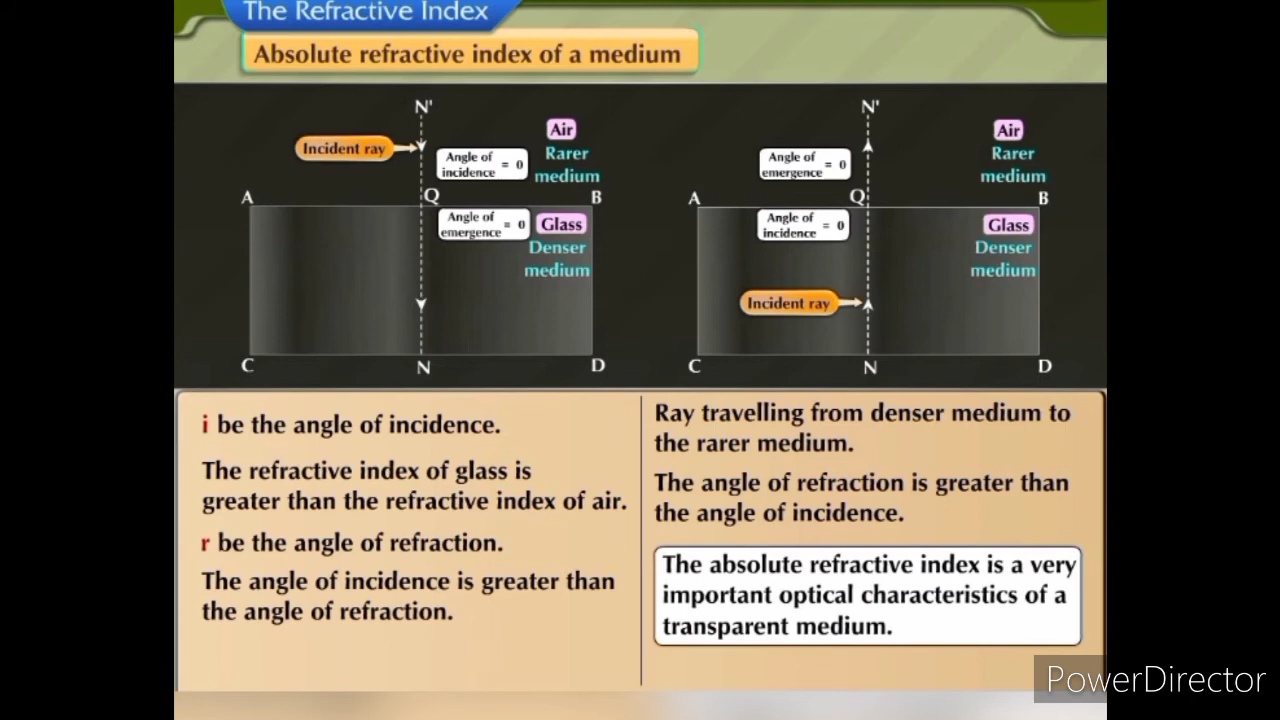 The Refractive Index
Absolute refractive index of a medium
N'
Incident ray
Angle of
incidence = 0
Air
Rarer
medium
A
Q
B
Angle of
emergence = 0
Glass
Denser
medium
C
N
D
N'
Angle of
emergence = 0
Air
Rarer
medium
A
Q
B
Angle of
incidence = 0
Glass
Denser
medium
Incident ray
C
N
D
i be the angle of incidence.
The refractive index of glass is
greater than the refractive index of air.
r be the angle of refraction.
The angle of incidence is greater than
the angle of refraction.
Ray travelling from denser medium to
the rarer medium.
The angle of refraction is greater than
the angle of incidence.
The absolute refractive index is a very
important optical characteristics of a
transparent medium.
PowerDirector